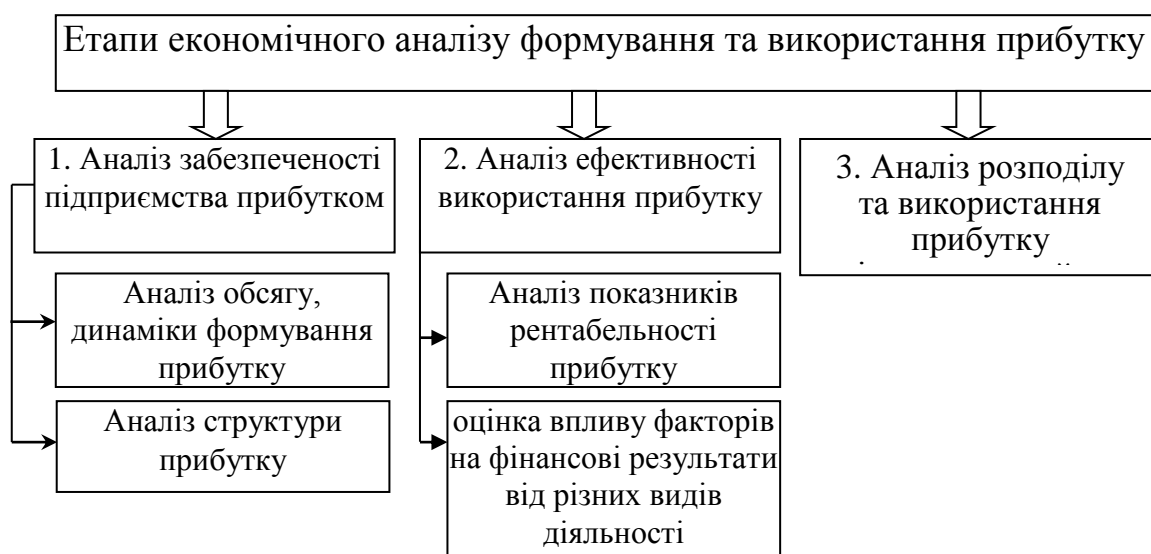 Етапи економічного аналізу формування та використання прибутку
1. Аналіз забезпеченості
підприємства прибутком
Аналіз обсягу,
динаміки формування
прибутку
Аналіз структури
прибутку
2. Аналіз ефективності
використання прибутку
Аналіз показників
рентабельності
прибутку
оцінка впливу факторів
на фінансові результати
від різних видів
діяльності
3. Аналіз розподілу
та використання
прибутку